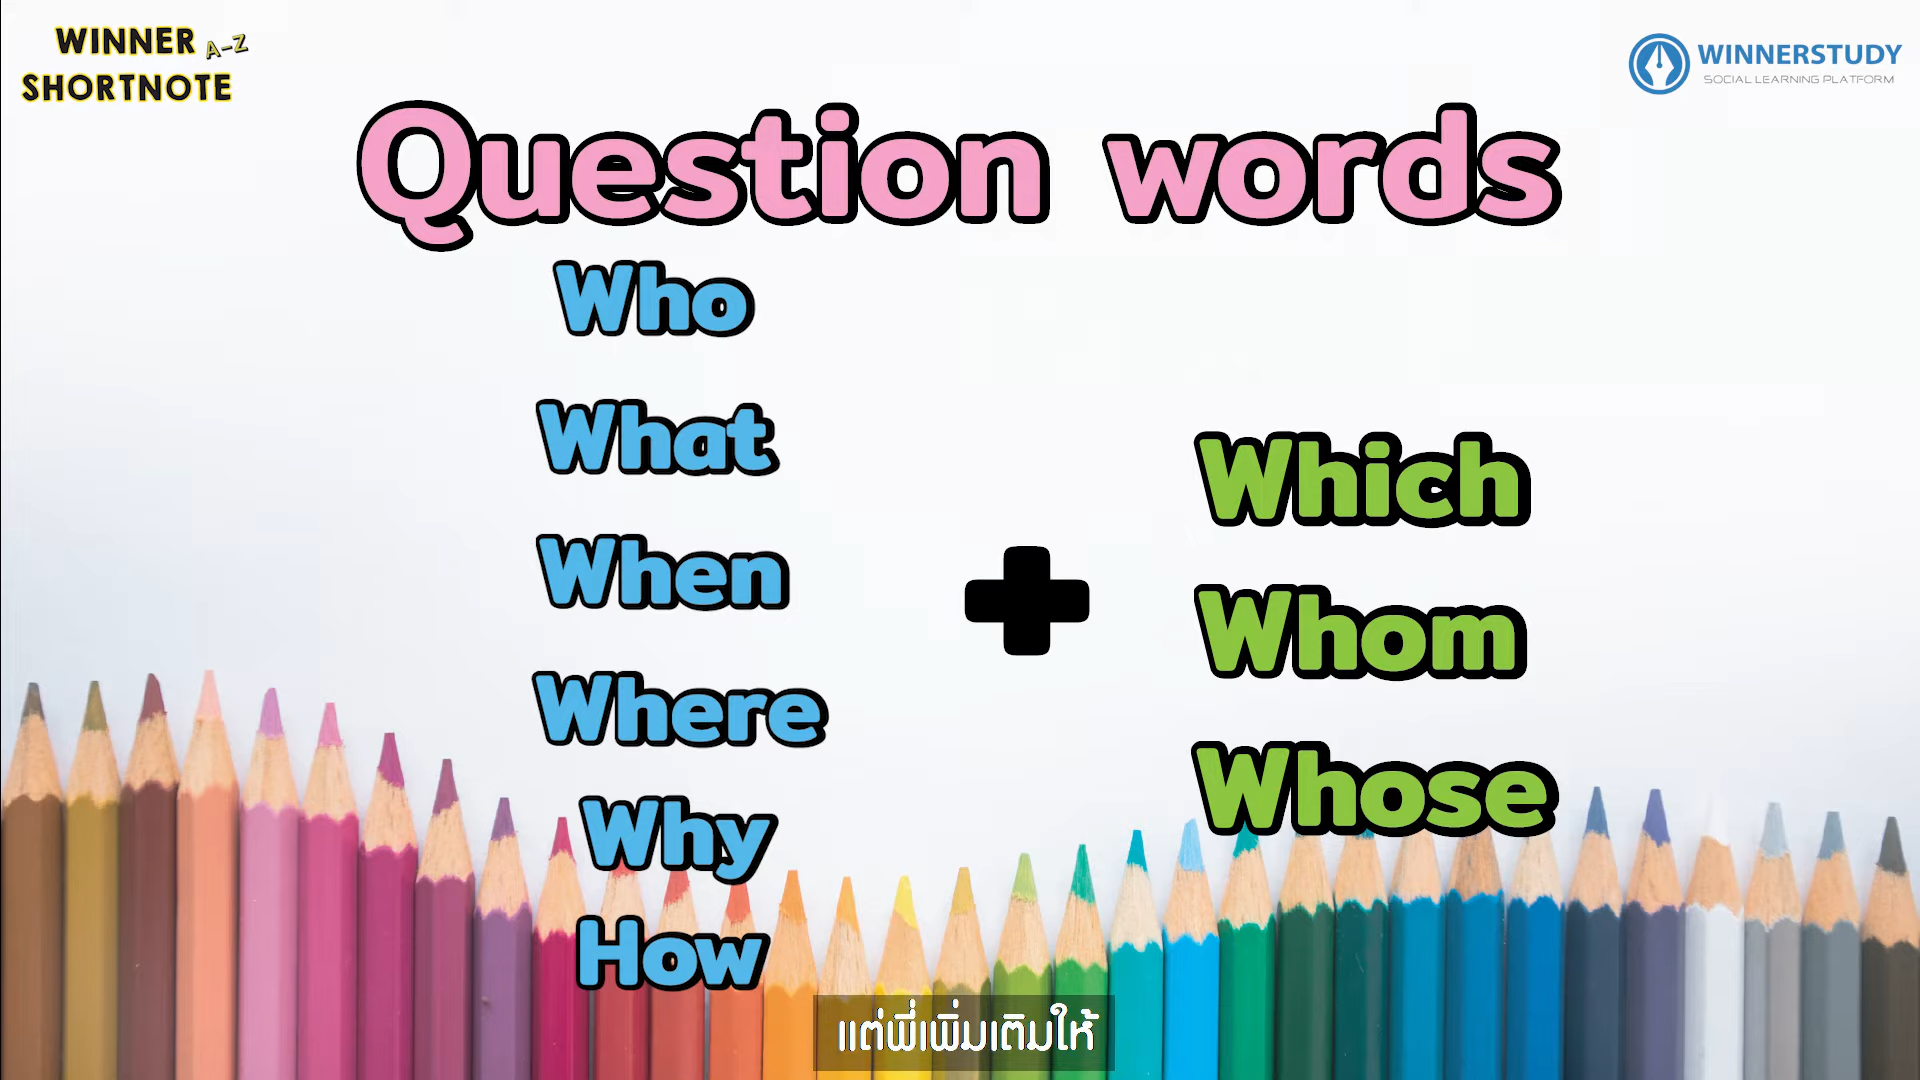 WINNER A-Z
SHORTNOTE
WINNERSTUDY
SOCIAL LEARNING PLATFORM
Question words
Who
What
When
Where
Why
How
Which
Whom
Whose
แต่พี่เพิ่มเติมให้